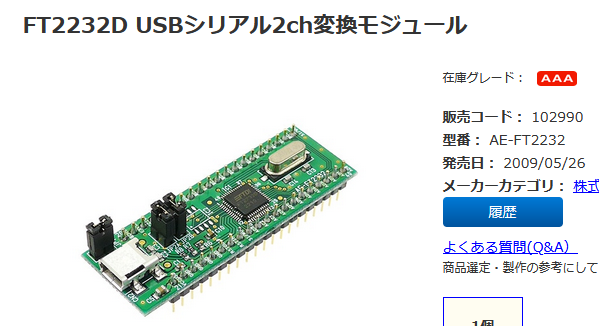 FT2232D USBシリアル2ch変換モジュール
在庫グレード： AAA
販売コード： 102990
型番： AE-FT2232
発売日： 2009/05/26
メーカーカテゴリ： 株式
履歴
よくある質問(Q&A）
商品選定・製作の参考にして
1個